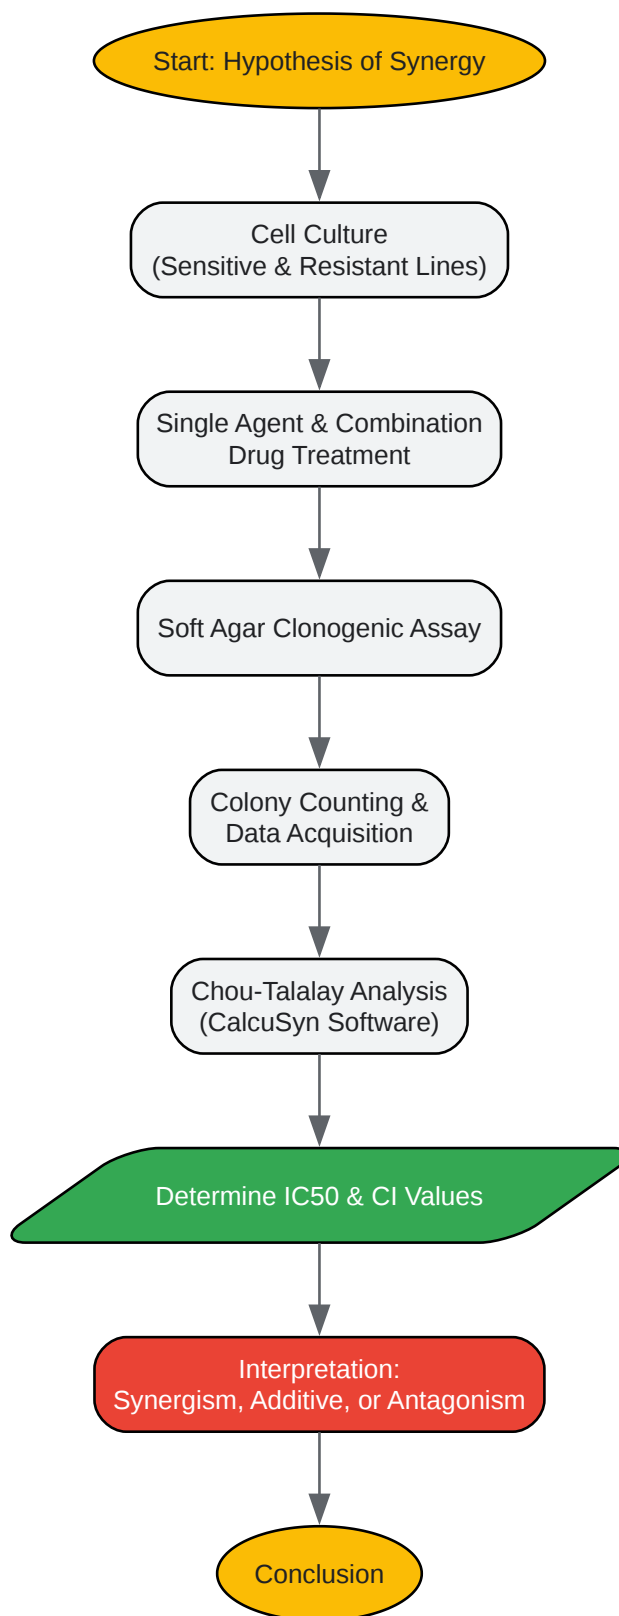 Start: Hypothesis of Synergy
Cell Culture
(Sensitive & Resistant Lines)
Single Agent & Combination
Drug Treatment
Soft Agar Clonogenic Assay
Colony Counting &
Data Acquisition
Chou-Talalay Analysis
(CalcuSyn Software)
Determine IC50 & CI Values
Interpretation:
Synergism, Additive, or Antagonism
Conclusion